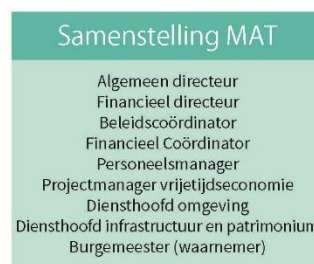 Samenstelling MAT
Algemeen directeur
Financieel directeur
Beleidscoördinator
Financieel Coördinator
Personeelsmanager
Projectmanager vrijetijdseconomie
Diensthoofd omgeving
Diensthoofd infrastructuur en patrimonium
Burgemeester (waarnemer)